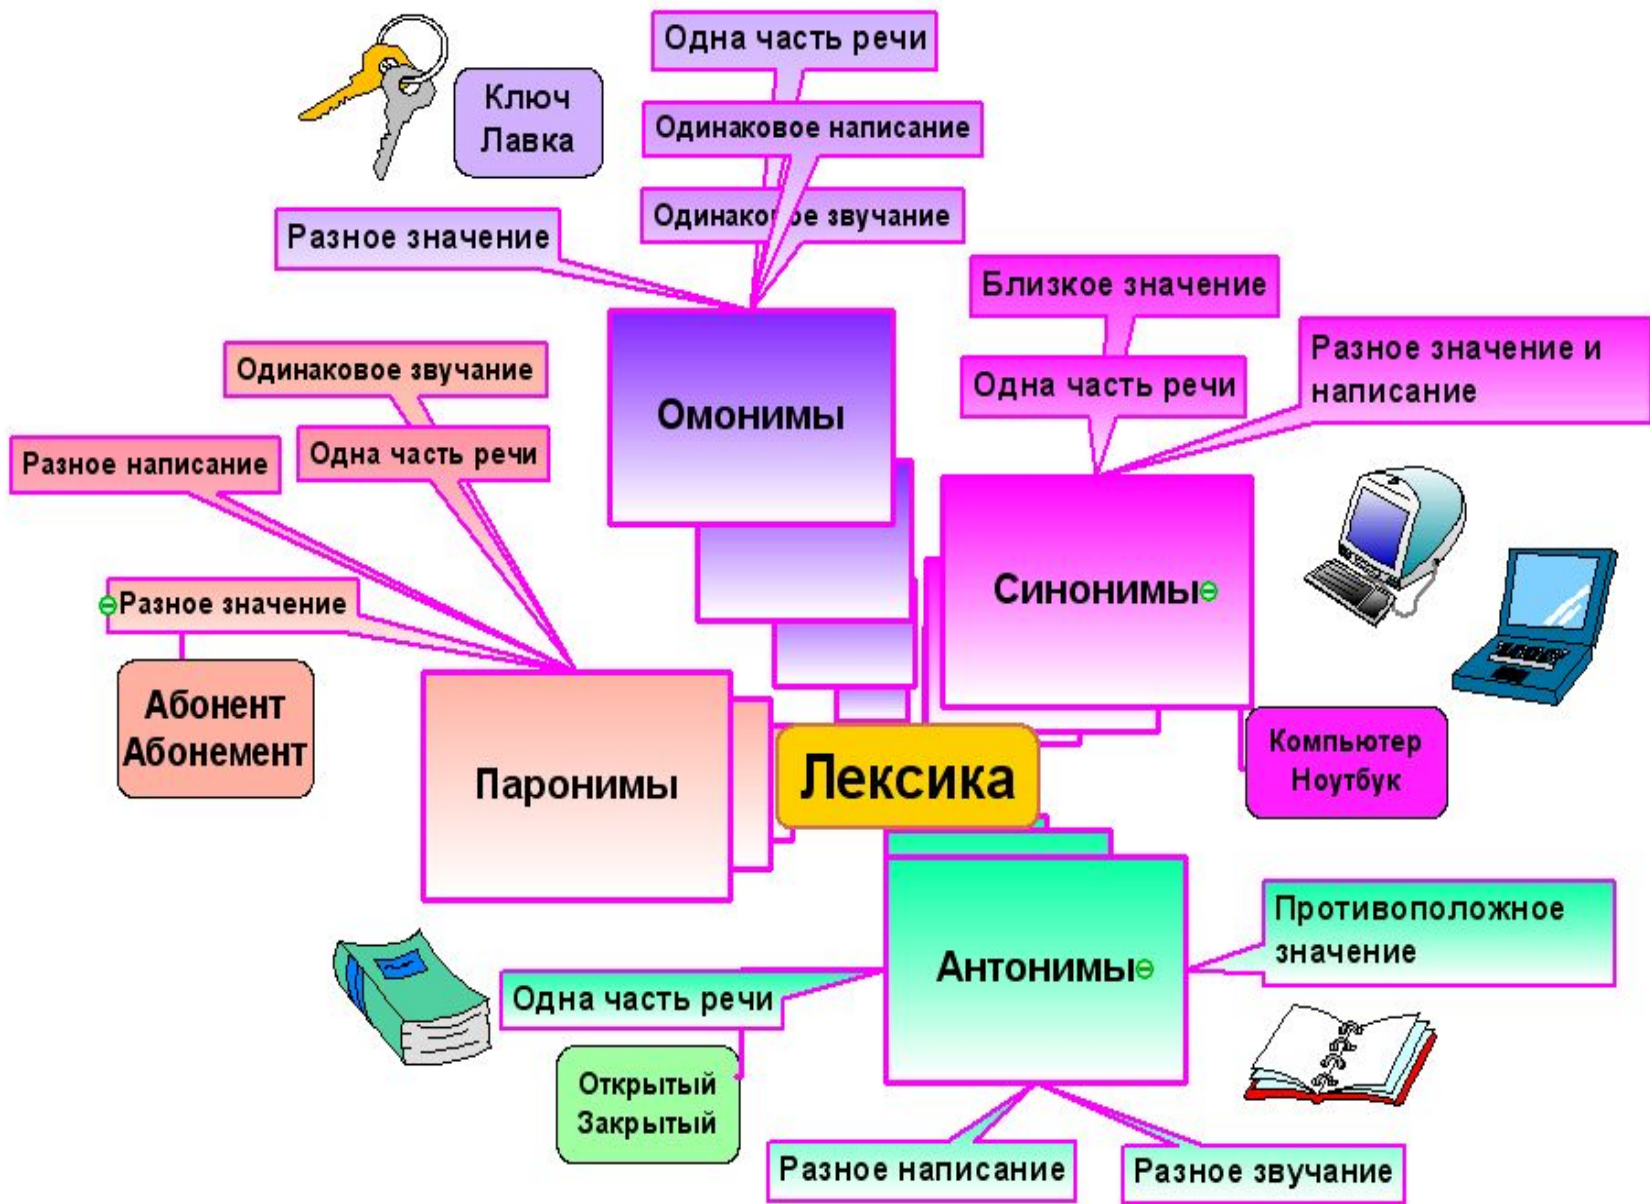 Одна часть речи
Ключ
Лавка
Одинаковое написание
Одинаковое звучание
Разное значение
Близкое значение
Разное значение и
написание
Одна часть речи
Одинаковое звучание
Омонимы
Разное написание
Одна часть речи
Синонимы
Разное значение
Абонент
Абонемент
Компьютер
Ноутбук
Паронимы
Лексика
Противоположное
значение
Антонимы
Одна часть речи
Открытый
Закрытый
Разное написание
Разное звучание